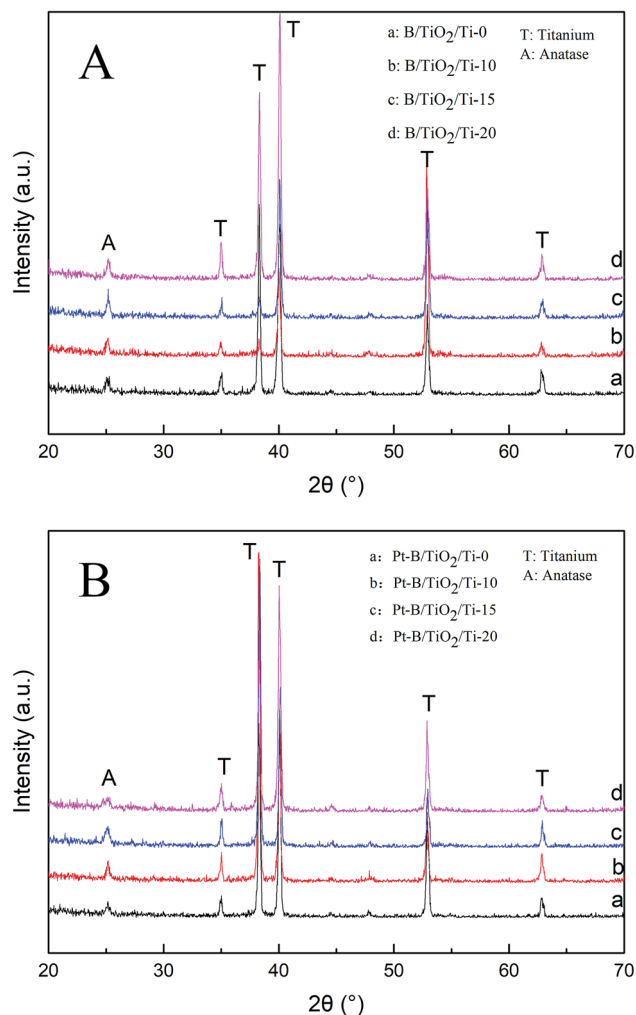 A
T
T
T
A
T
T
a: B/TiO2/Ti-0
b: B/TiO2/Ti-10
c: B/TiO2/Ti-15
d: B/TiO2/Ti-20
T: Titanium
A: Anatase
d
c
b
a
Intensity (a.u.)
20 30 40 50 60 70
2θ (°)
B
T
T
A
T
T
T
a: Pt-B/TiO2/Ti-0
b: Pt-B/TiO2/Ti-10
c: Pt-B/TiO2/Ti-15
d: Pt-B/TiO2/Ti-20
T: Titanium
A: Anatase
d
c
b
a
Intensity (a.u.)
20 30 40 50 60 70
2θ (°)